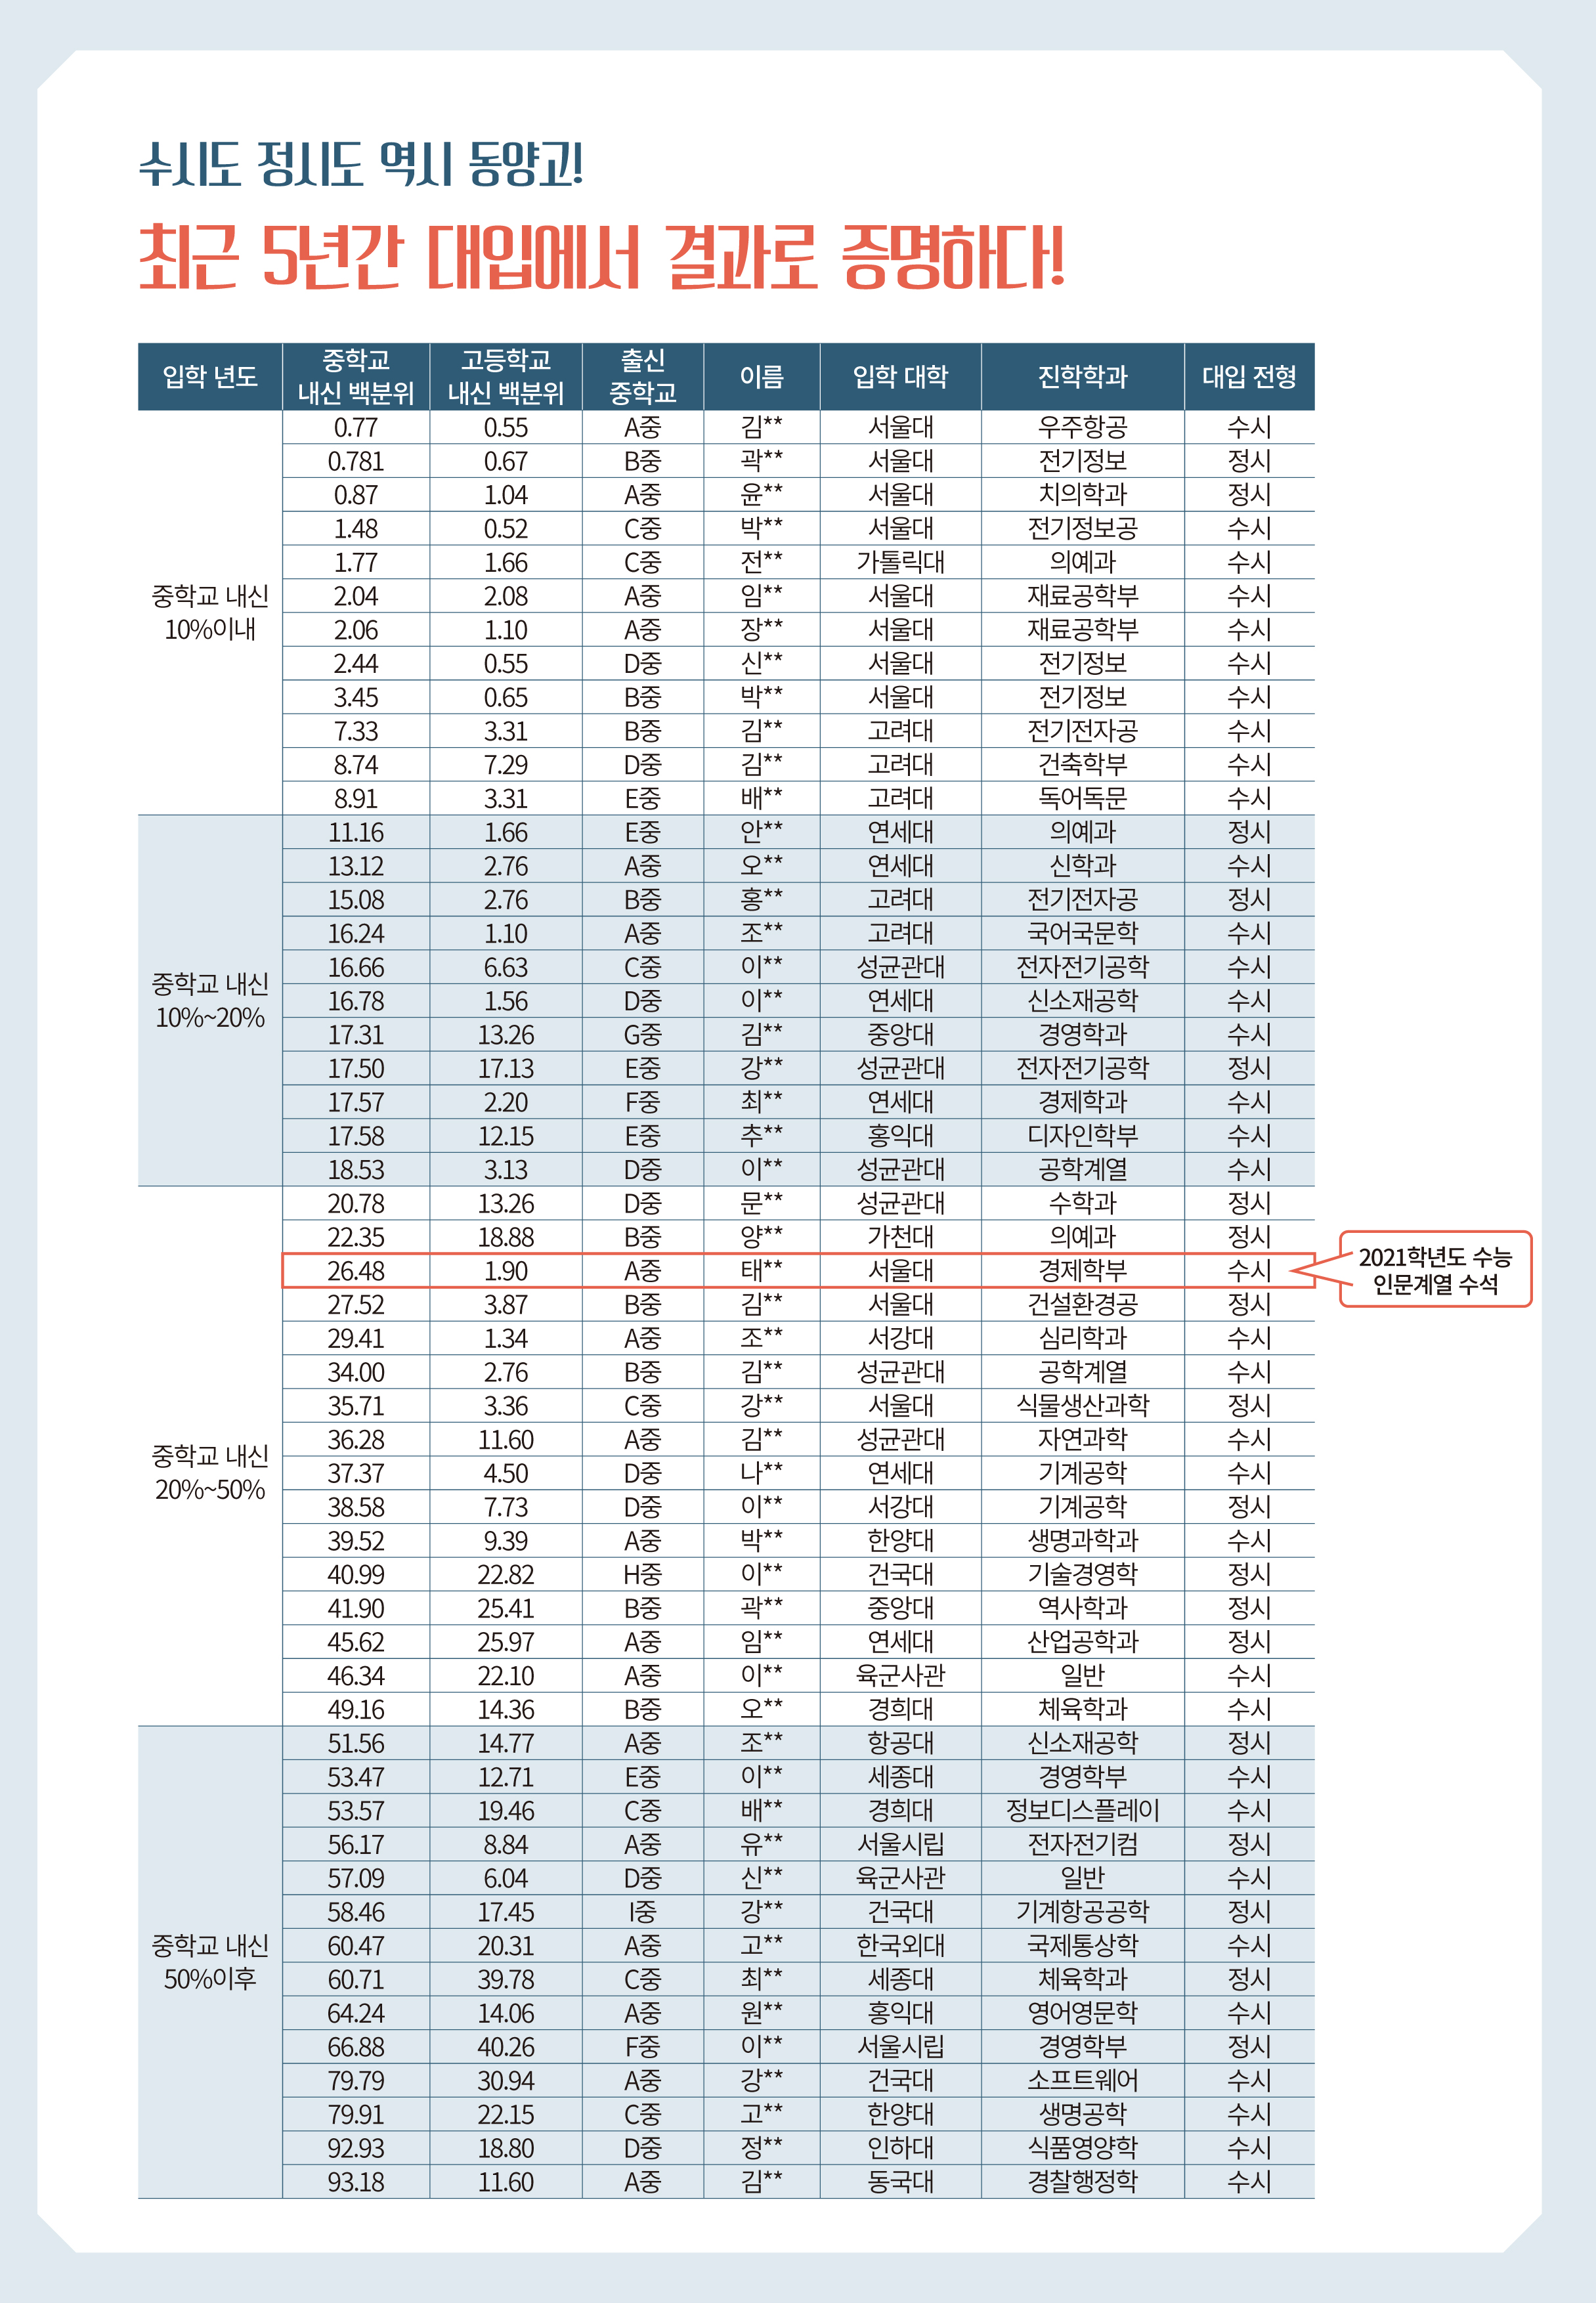 수시도 정시도 역시 동양고!
최근 5년간 대입에서 결과로 증명하다!
입학 년도 중학교 내신 백분위 고등학교 내신 백분위 출신 중학교 이름 입학 대학 진학학과 대입 전형
중학교 내신 10%이내
0.77 0.55 A중 김** 서울대 우주항공 수시
0.781 0.67 B중 곽** 서울대 전기정보 정시
0.87 1.04 A중 윤** 서울대 치의학과 정시
1.48 0.52 C중 박** 서울대 전기정보공 수시
1.77 1.66 C중 전** 가톨릭대 의예과 수시
2.04 2.08 A중 임** 서울대 재료공학부 수시
2.06 1.10 A중 장** 서울대 재료공학부 수시
2.44 0.55 D중 신** 서울대 전기정보 수시
3.45 0.65 B중 박** 서울대 전기정보 수시
7.33 3.31 B중 김** 고려대 전기전자공 수시
8.74 7.29 D중 김** 고려대 건축학부 수시
8.91 3.31 E중 배** 고려대 독어독문 수시
중학교 내신 10%~20%
11.16 1.66 E중 안** 연세대 의예과 정시
13.12 2.76 A중 오** 연세대 신학과 수시
15.08 2.76 B중 홍** 고려대 전기전자공 정시
16.24 1.10 A중 조** 고려대 국어국문학 수시
16.66 6.63 C중 이** 성균관대 전자전기공학 수시
16.78 1.56 D중 이** 연세대 신소재공학 수시
17.31 13.26 G중 김** 중앙대 경영학과 수시
17.50 17.13 E중 강** 성균관대 전자전기공학 정시
17.57 2.20 F중 최** 연세대 경제학과 수시
17.58 12.15 E중 추** 홍익대 디자인학부 수시
18.53 3.13 D중 이** 성균관대 공학계열 수시
중학교 내신 20%~50%
20.78 13.26 D중 문** 성균관대 수학과 정시
22.35 18.88 B중 양** 가천대 의예과 정시
26.48 1.90 A중 태** 서울대 경제학부 수시
2021학년도 수능
인문계열 수석
27.52 3.87 B중 김** 서울대 건설환경공 정시
29.41 1.34 A중 조** 서강대 심리학과 수시
34.00 2.76 B중 김** 성균관대 공학계열 수시
35.71 3.36 C중 강** 서울대 식물생산과학 정시
36.28 11.60 A중 김** 성균관대 자연과학 수시
37.37 4.50 D중 나** 연세대 기계공학 수시
38.58 7.73 D중 이** 서강대 기계공학 정시
39.52 9.39 A중 박** 한양대 생명과학과 수시
40.99 22.82 H중 이** 건국대 기술경영학 정시
41.90 25.41 B중 곽** 중앙대 역사학과 정시
45.62 25.97 A중 임** 연세대 산업공학과 정시
46.34 22.10 A중 이** 육군사관 일반 수시
49.16 14.36 B중 오** 경희대 체육학과 수시
중학교 내신 50%이후
51.56 14.77 A중 조** 항공대 신소재공학 정시
53.47 12.71 E중 이** 세종대 경영학부 수시
53.57 19.46 C중 배** 경희대 정보디스플레이 수시
56.17 8.84 A중 유** 서울시립 전자전기컴 정시
57.09 6.04 D중 신** 육군사관 일반 수시
58.46 17.45 I중 강** 건국대 기계항공공학 정시
60.47 20.31 A중 고** 한국외대 국제통상학 수시
60.71 39.78 C중 최** 세종대 체육학과 정시
64.24 14.06 A중 원** 홍익대 영어영문학 수시
66.88 40.26 F중 이** 서울시립 경영학부 정시
79.79 30.94 A중 강** 건국대 소프트웨어 수시
79.91 22.15 C중 고** 한양대 생명공학 수시
92.93 18.80 D중 정** 인하대 식품영양학 수시
93.18 11.60 A중 김** 동국대 경찰행정학 수시